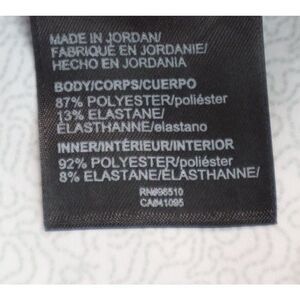 MADE IN JORDAN/
FABRIQUÉ EN JORDANIE/
HECHO EN JORDANIA
BODY/CORPS/CUERPO
87% POLYESTER/poliéster
13% ELASTANE/
ÉLASTHANNE/elastano
INNER/INTÉRIEUR/INTERIOR
92% POLYESTER/poliéster
8% ELASTANE/ÉLASTHANNE/
RN#96510
CA#41095